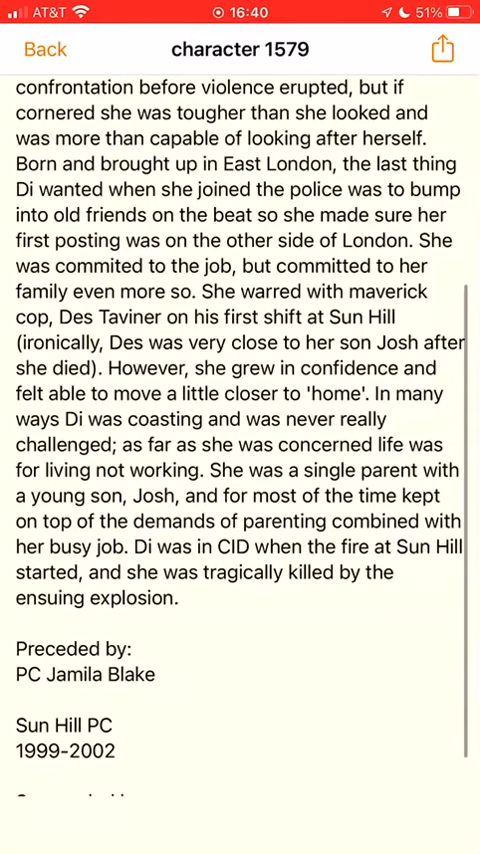 AT&T 16:40 51%
Back character 1579
confrontation before violence erupted, but if
cornered she was tougher than she looked and
was more than capable of looking after herself.
Born and brought up in East London, the last thing
Di wanted when she joined the police was to bump
into old friends on the beat so she made sure her
first posting was on the other side of London. She
was commited to the job, but committed to her
family even more so. She warred with maverick
cop, Des Taviner on his first shift at Sun Hill
(ironically, Des was very close to her son Josh after
she died). However, she grew in confidence and
felt able to move a little closer to 'home'. In many
ways Di was coasting and was never really
challenged; as far as she was concerned life was
for living not working. She was a single parent with
a young son, Josh, and for most of the time kept
on top of the demands of parenting combined with
her busy job. Di was in CID when the fire at Sun Hill
started, and she was tragically killed by the
ensuing explosion.
Preceded by:
PC Jamila Blake
Sun Hill PC
1999-2002